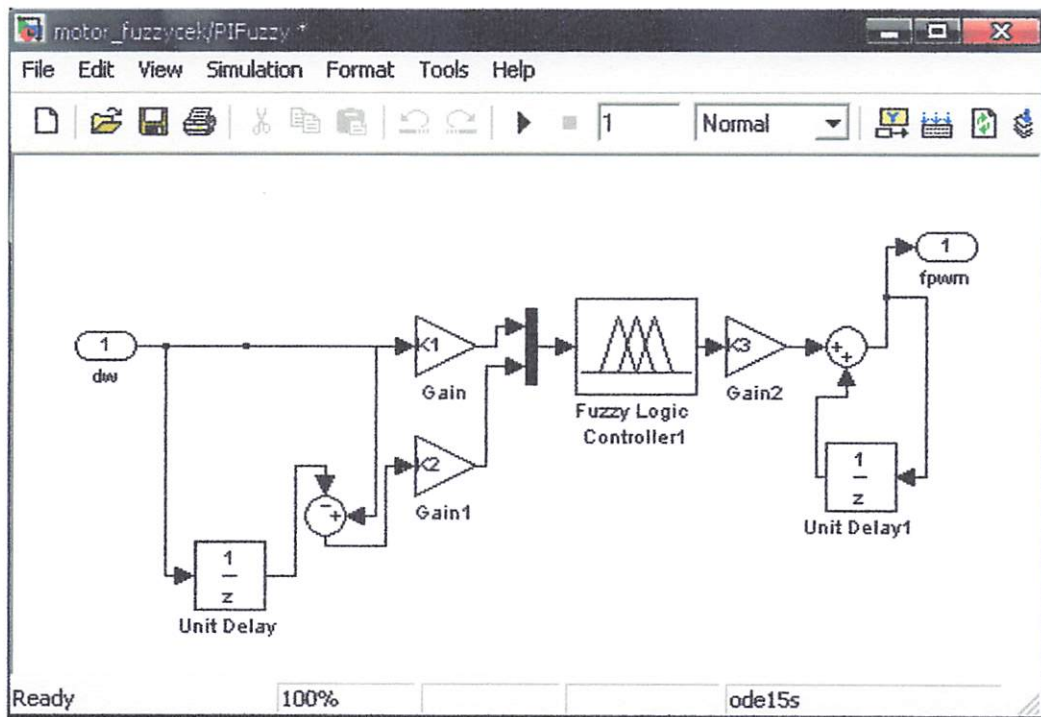 motor_fuzzycek/PIFuzzy *
File Edit View Simulation Format Tools Help
1 Normal
1
fpwm
1
dw
K1
Gain
Fuzzy Logic
Controller1
K3
Gain2
K2
Gain1
1
z
Unit Delay1
1
z
Unit Delay
Ready 100% ode15s